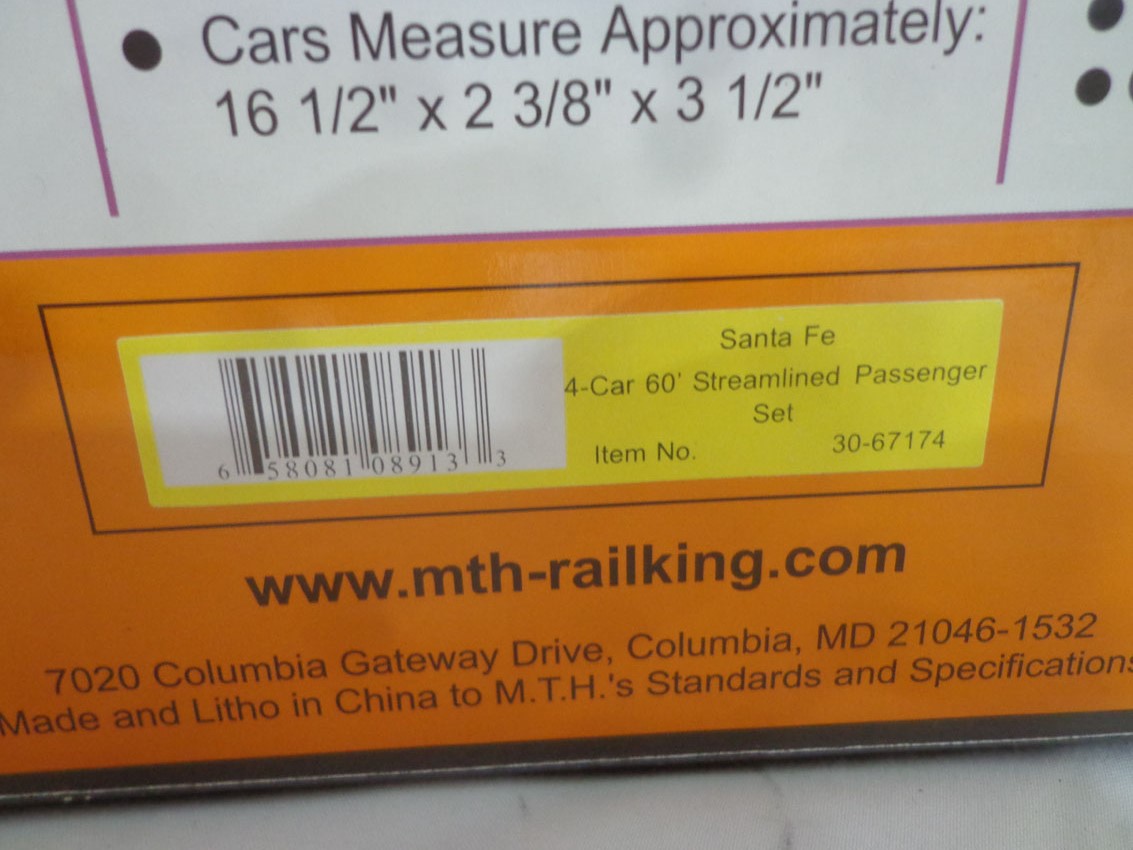 • Cars Measure Approximately:
16 1/2" x 2 3/8" x 3 1/2"
Santa Fe
4-Car 60' Streamlined Passenger
Set
Item No. 30-67174
6 58081 08913 3
www.mth-railking.com
7020 Columbia Gateway Drive, Columbia, MD 21046-1532
Made and Litho in China to M.T.H.'s Standards and Specifications